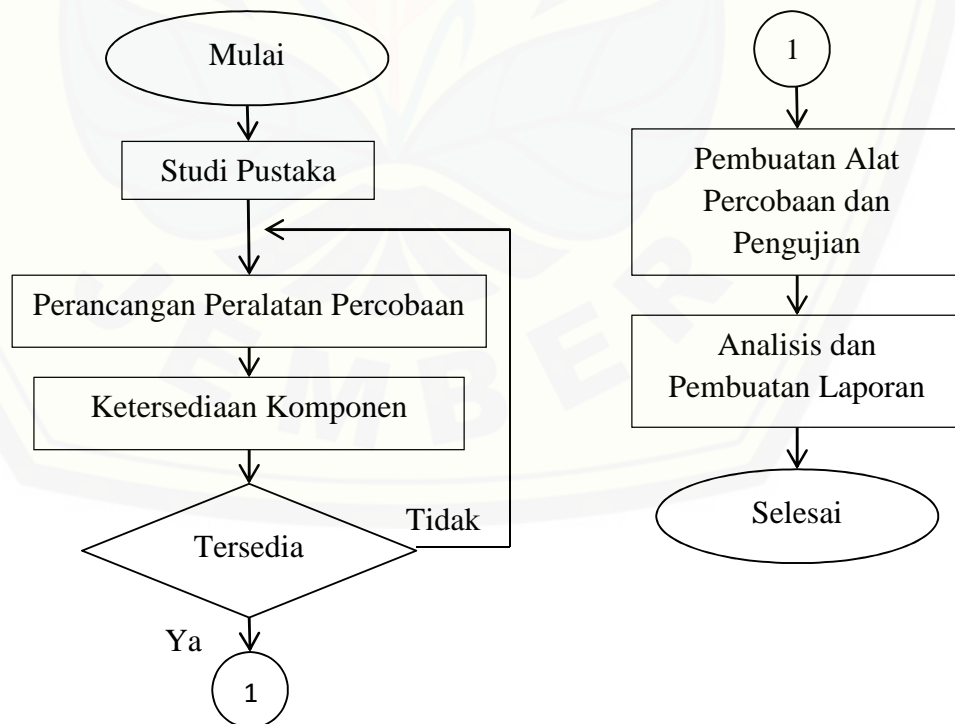 Mulai
Studi Pustaka
Perancangan Peralatan Percobaan
Ketersediaan Komponen
Tersedia
Tidak
Ya
1
1
Pembuatan Alat
Percobaan dan
Pengujian
Analisis dan
Pembuatan Laporan
Selesai
JEMBER